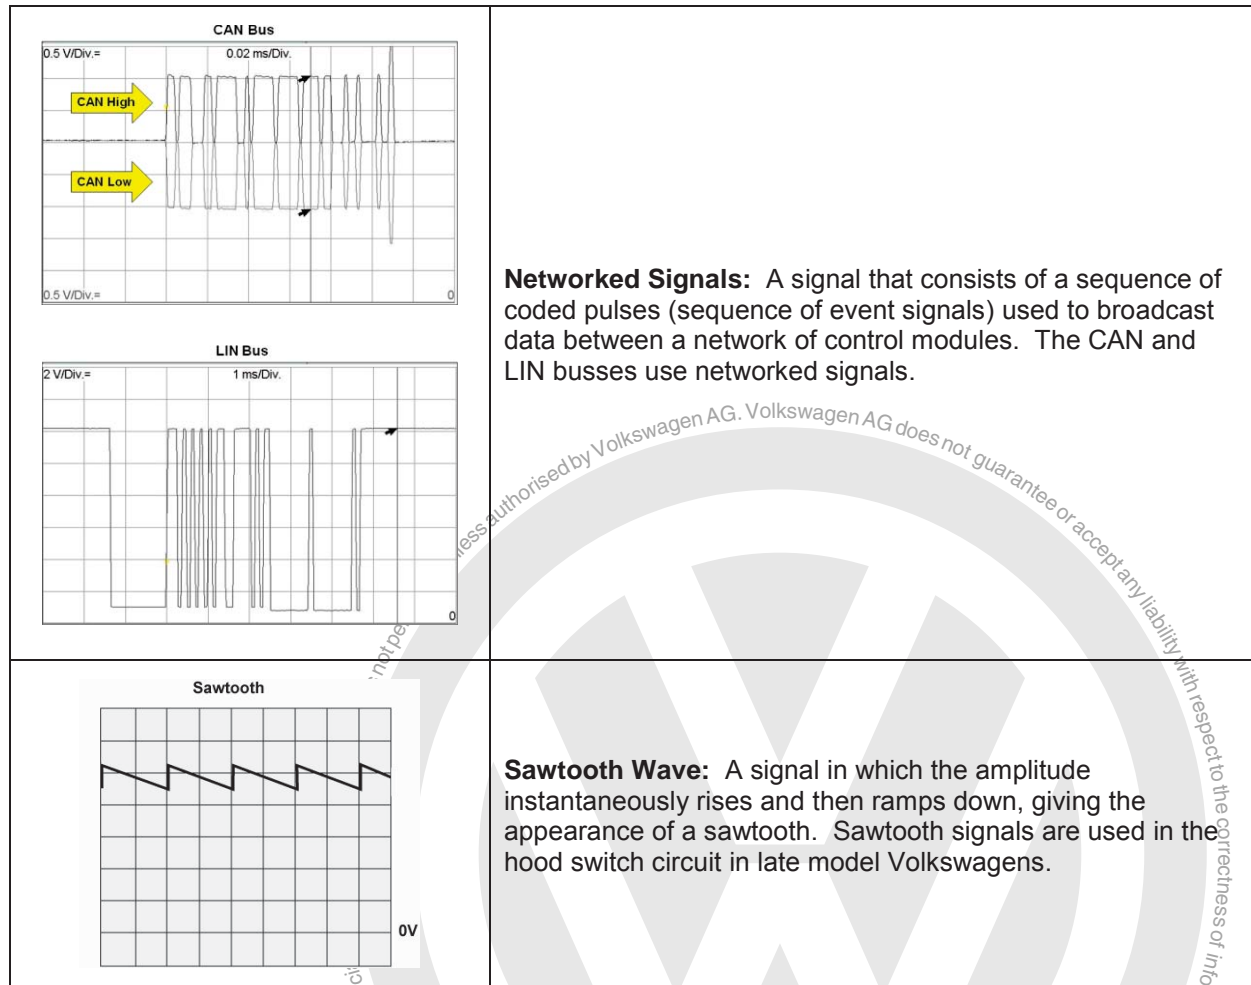 CAN Bus
0.5 V/Div.=
0.02 ms/Div.
CAN High
CAN Low
0.5 V/Div.=
0
LIN Bus
2 V/Div.=
1 ms/Div.
0
Networked Signals: A signal that consists of a sequence of
coded pulses (sequence of event signals) used to broadcast
data between a network of control modules. The CAN and
LIN busses use networked signals.
Sawtooth
0V
Sawtooth Wave: A signal in which the amplitude
instantaneously rises and then ramps down, giving the
appearance of a sawtooth. Sawtooth signals are used in the
hood switch circuit in late model Volkswagens.
authorised by Volkswagen AG. Volkswagen AG does not guarantee or accept any liability with respect to the correctness of